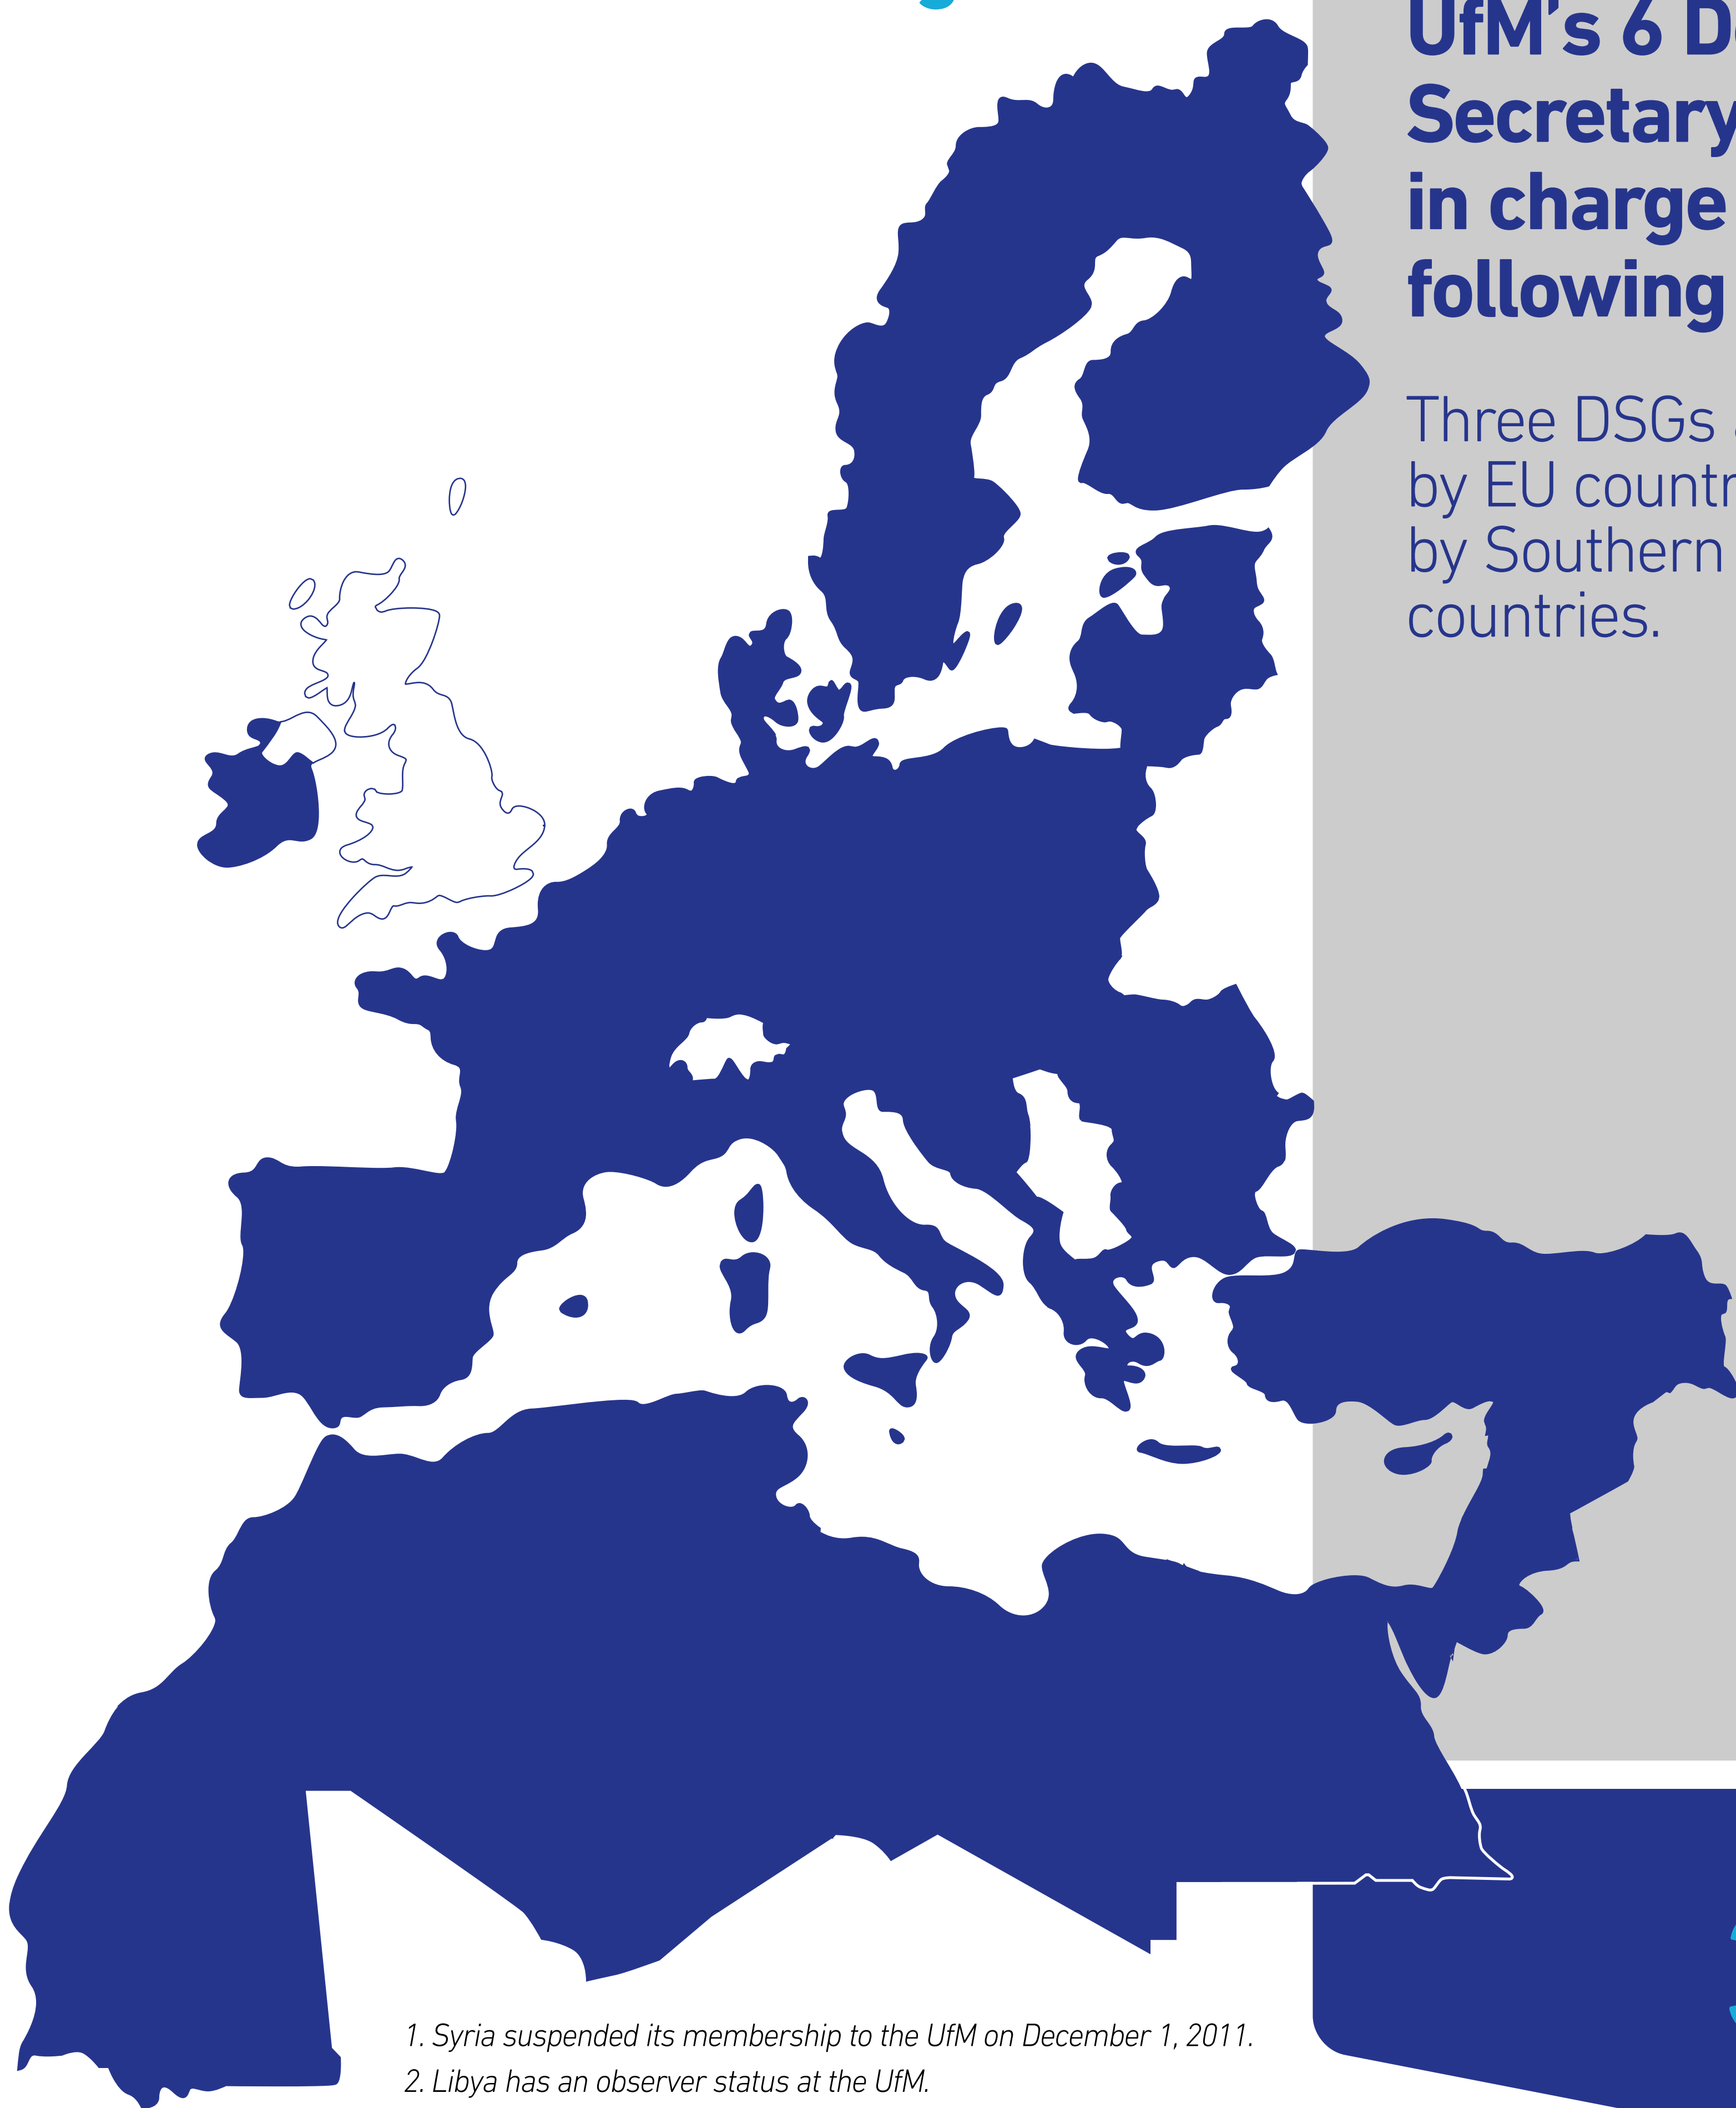 UfM's 6 D
Secretary
in charge
following
Three DSGs
by EU countr
by Southern
countries.
1. Syria suspended its membership to the UfM on December 1, 2011.
2. Libya has an observer status at the UfM.